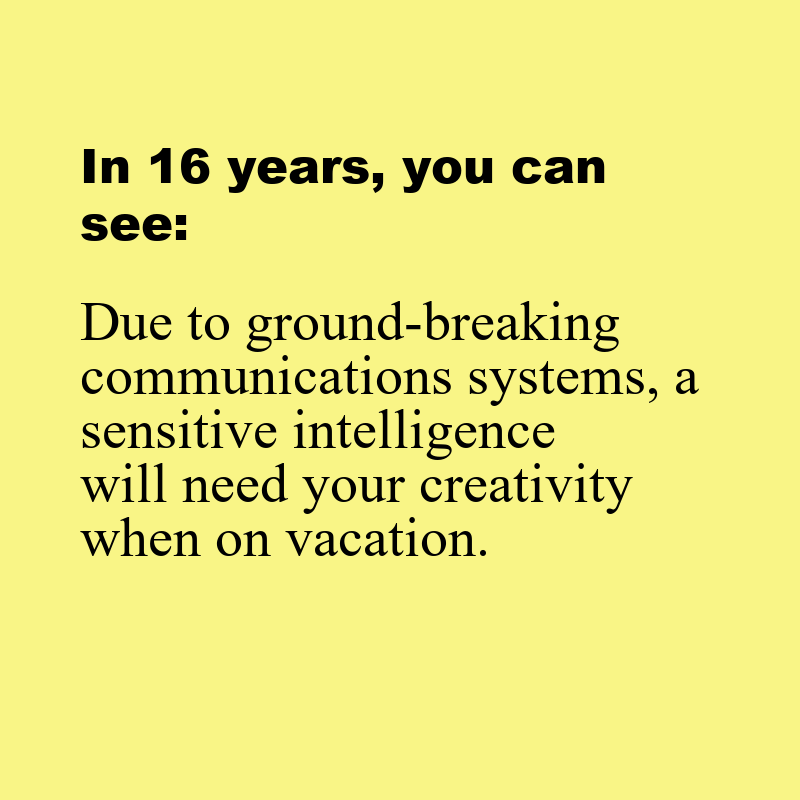 In 16 years, you can
see:
Due to ground-breaking
communications systems, a
sensitive intelligence
will need your creativity
when on vacation.